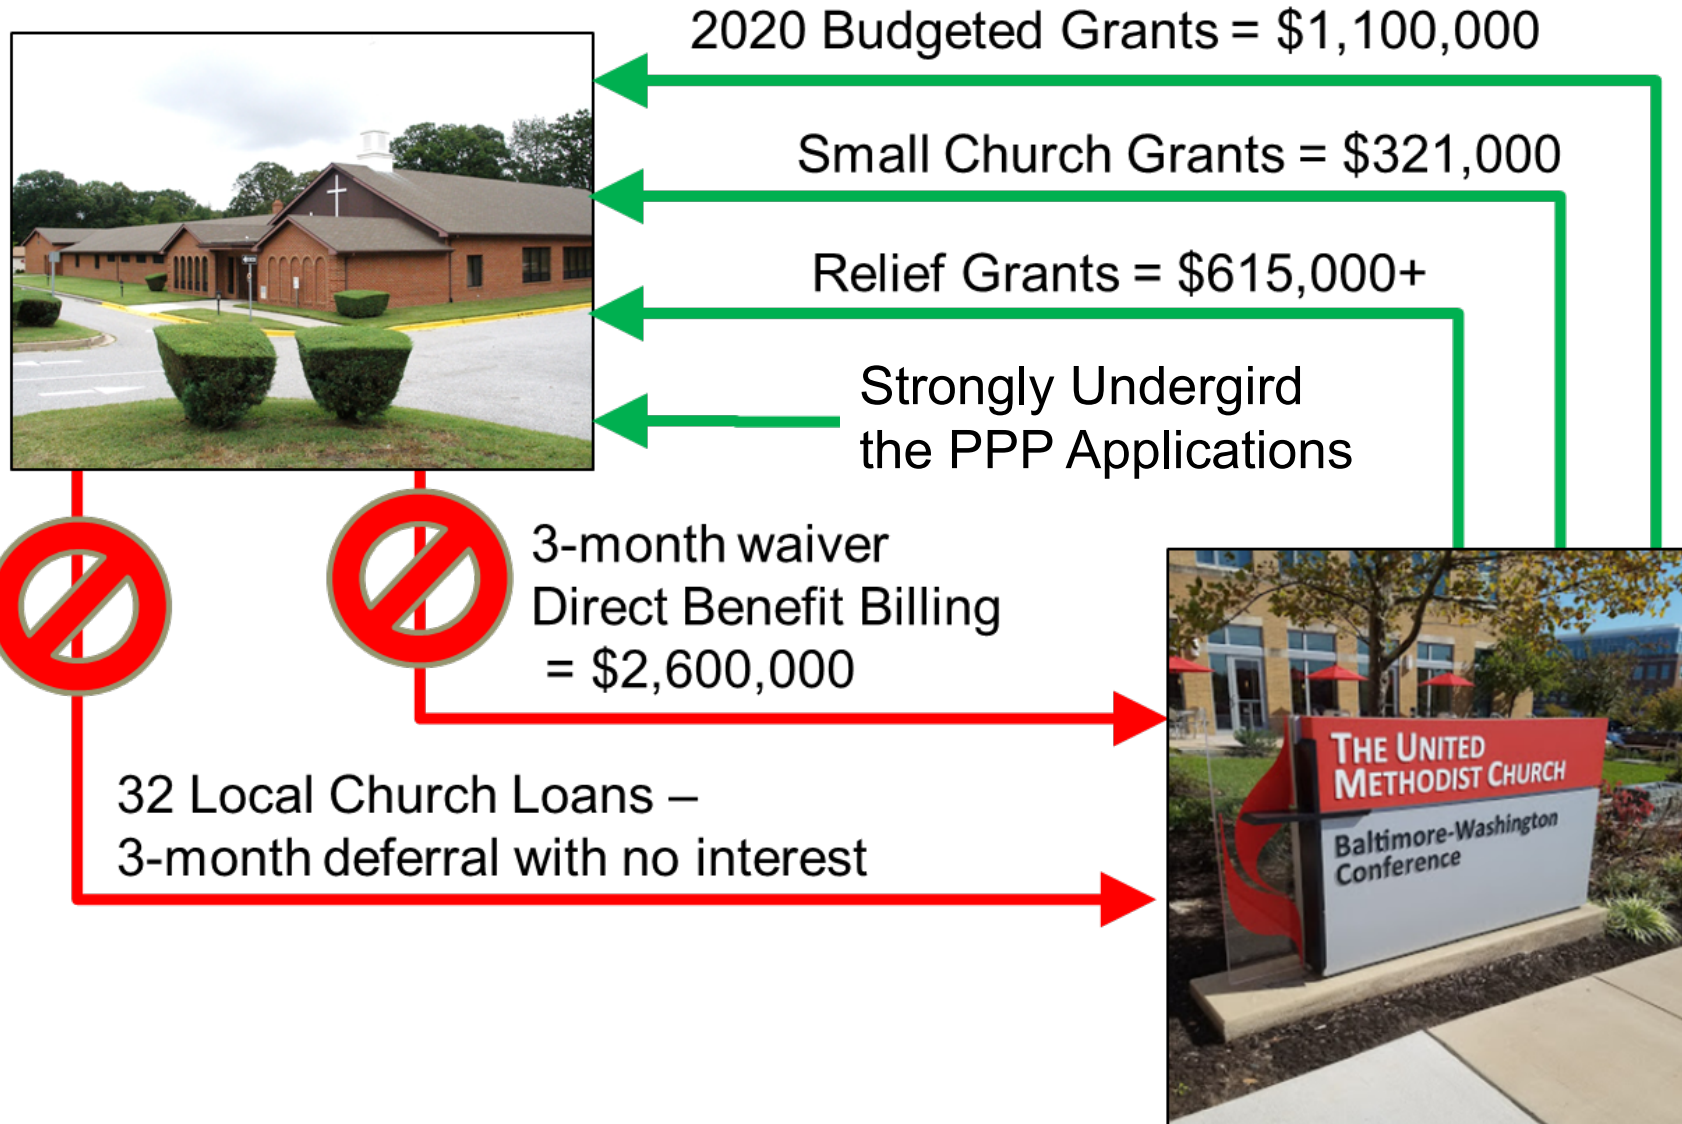 2020 Budgeted Grants = $1,100,000
Small Church Grants = $321,000
Relief Grants = $615,000+
Strongly Undergird
the PPP Applications
3-month waiver
Direct Benefit Billing
= $2,600,000
32 Local Church Loans –
3-month deferral with no interest
THE UNITED
METHODIST CHURCH
Baltimore-Washington
Conference